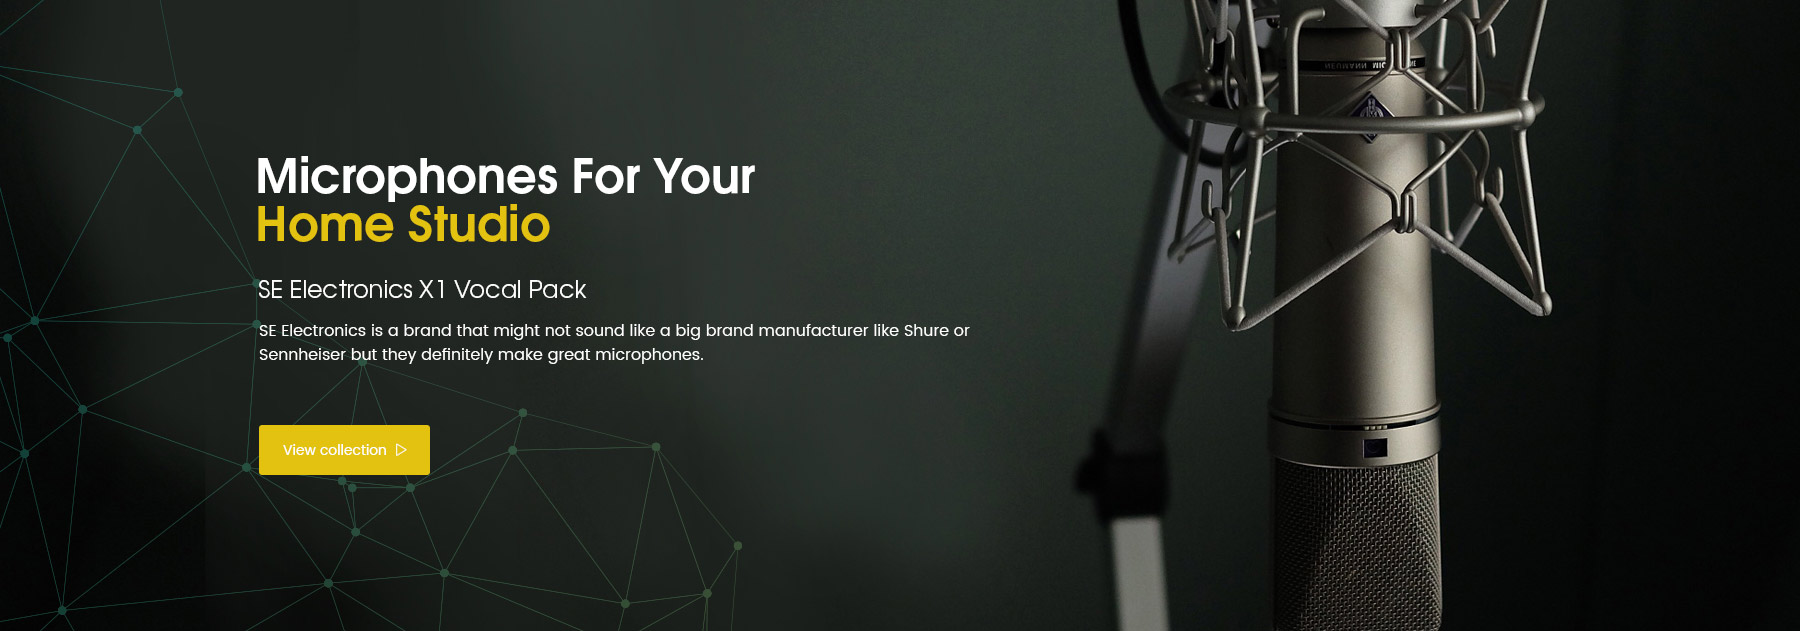 Microphones For Your
Home Studio
SE Electronics X1 Vocal Pack
SE Electronics is a brand that might not sound like a big brand manufacturer like Shure or
Sennheiser but they definitely make great microphones.
View collection
NEUMANN